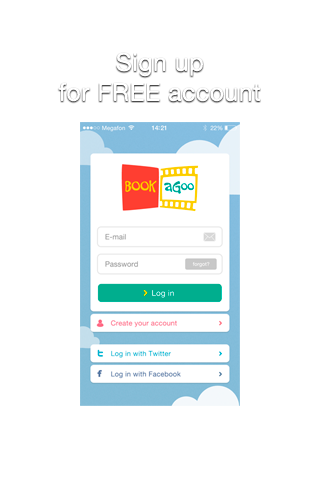 Sign up
for FREE account
Megaton 14:21 22%
BOOK aGoo
E-mail
Password forgot?
Log in
Create your account
Log in with Twitter
Log in with Facebook